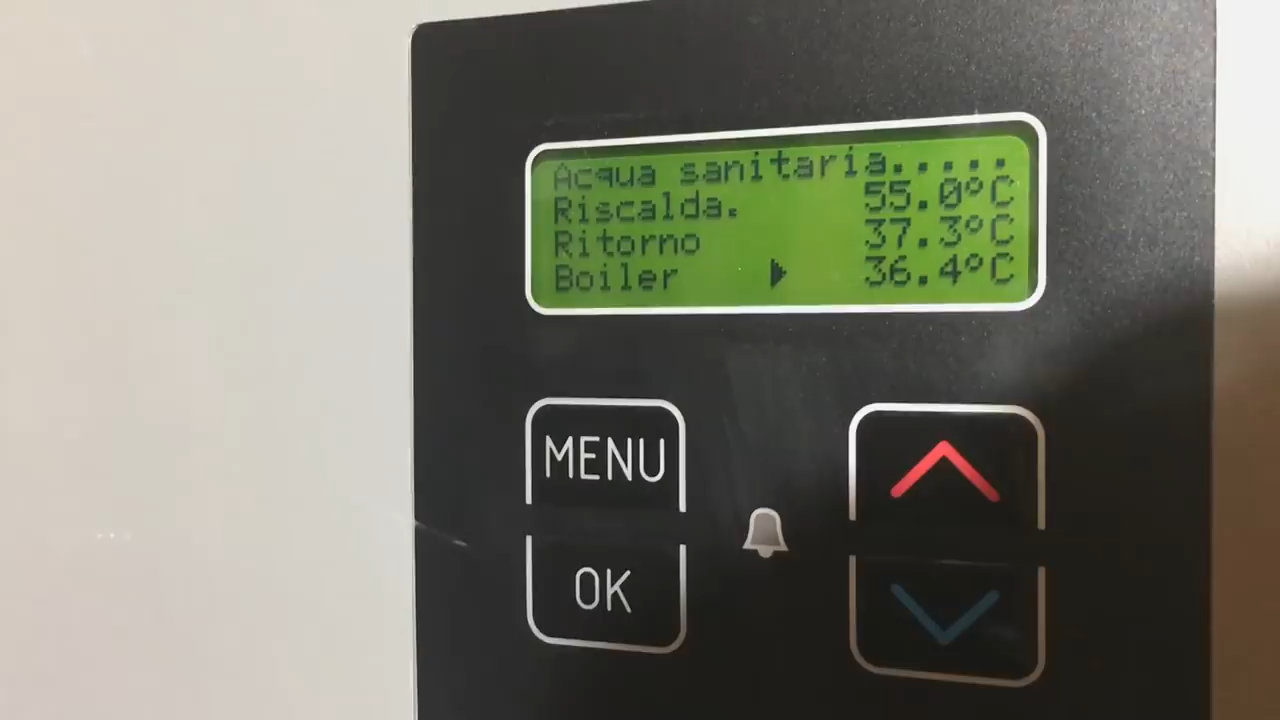 Acqua sanitaria.....
Riscalda. 55.0°C
Ritorno 37.3°C
Boiler 36.4°C
MENU
OK